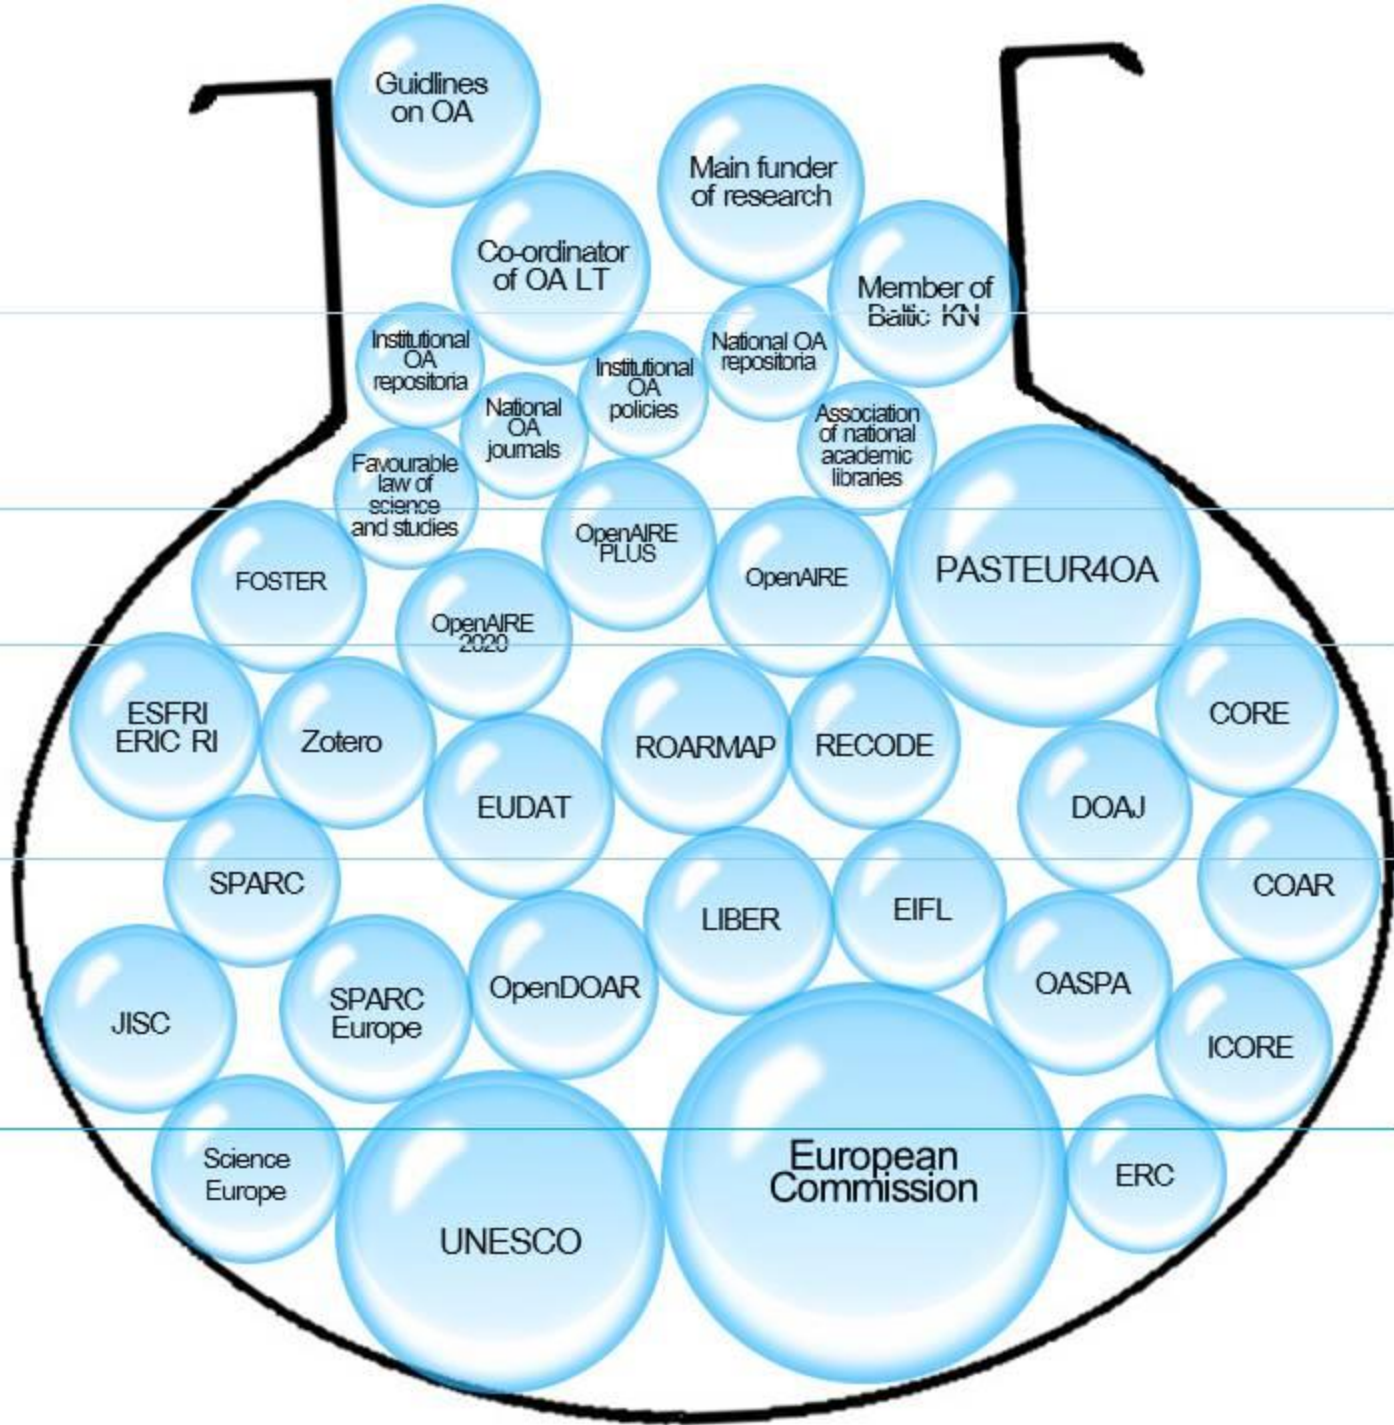 Guidlines
on OA
Main funder
of research
Co-ordinator
of OA LT
Member of
Baltic KN
Institutional
OA
repositoria
Institutional
OA
policies
National OA
repositoria
National
OA
journals
Association
of national
academic
libraries
Favourable
law of
science
and studies
OpenAIRE
PLUS
OpenAIRE
PASTEUR4OA
FOSTER
OpenAIRE
2020
ESFRI
ERIC RI
Zotero
ROARMAP
RECODE
CORE
EUDAT
DOAJ
SPARC
LIBER
EIFL
COAR
JISC
SPARC
Europe
OpenDOAR
OASPA
ICORE
Science
Europe
UNESCO
European
Commission
ERC